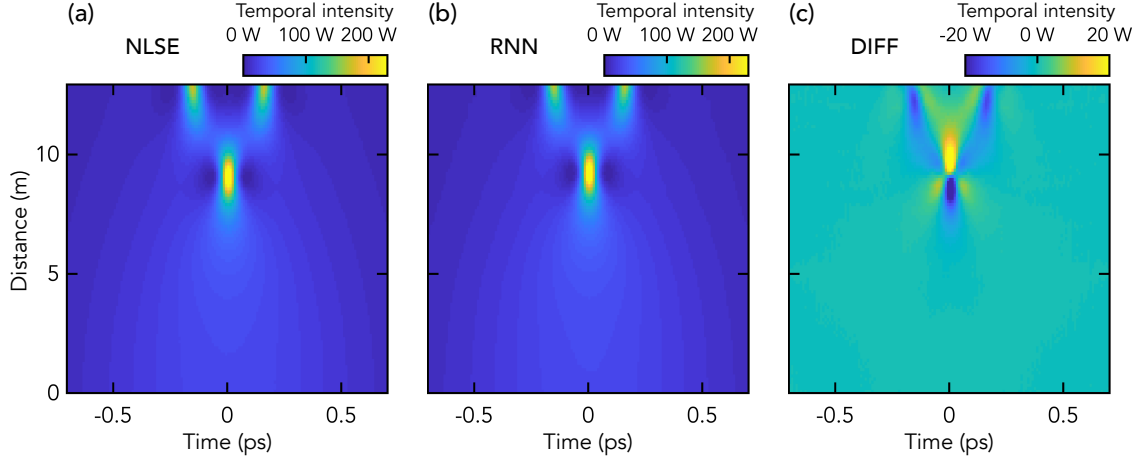 (a) Temporal intensity
0 W 100 W 200 W
NLSE
(b) Temporal intensity
0 W 100 W 200 W
RNN
(c) Temporal intensity
-20 W 0 W 20 W
DIFF
Distance (m)
10
5
0
-0.5 0 0.5
Time (ps)
-0.5 0 0.5
Time (ps)
-0.5 0 0.5
Time (ps)